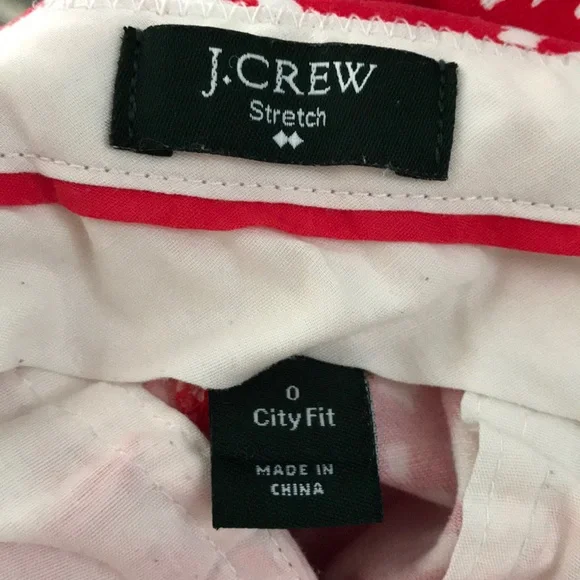 J.CREW
Stretch
0
City Fit
MADE IN
CHINA